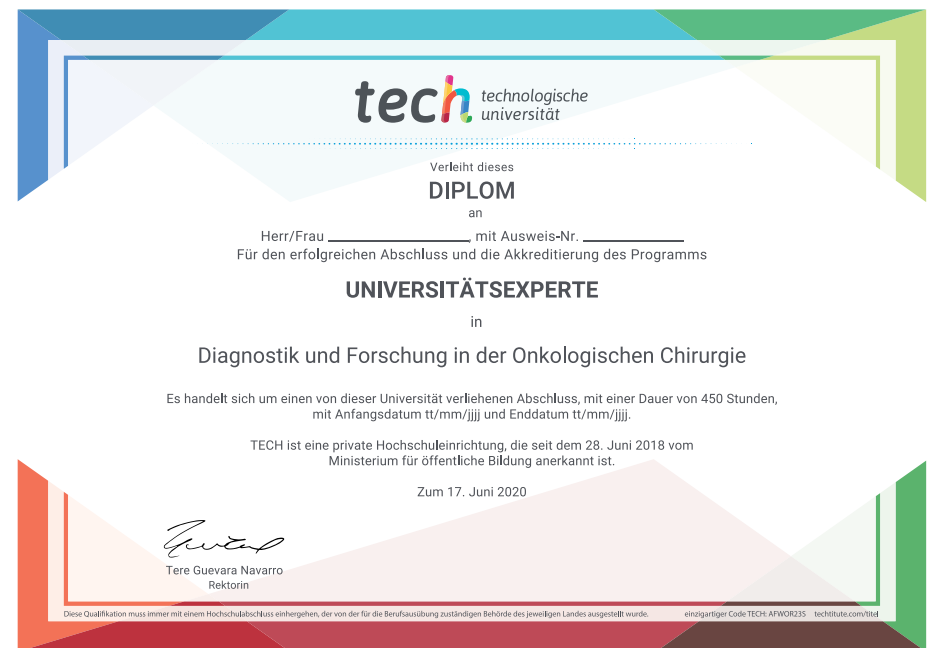 tech technologische
universität
Verleiht dieses
DIPLOM
an
Herr/Frau ____________________, mit Ausweis-Nr. ______________
Für den erfolgreichen Abschluss und die Akkreditierung des Programms
UNIVERSITÄTSEXPERTE
in
Diagnostik und Forschung in der Onkologischen Chirurgie
Es handelt sich um einen von dieser Universität verliehenen Abschluss, mit einer Dauer von 450 Stunden,
mit Anfangsdatum tt/mm/jjjj und Enddatum tt/mm/jjjj.
TECH ist eine private Hochschuleinrichtung, die seit dem 28. Juni 2018 vom
Ministerium für öffentliche Bildung anerkannt ist.
Zum 17. Juni 2020
Tere Guevara Navarro
Rektorin
Diese Qualifikation muss immer mit einem Hochschulabschluss einhergehen, der von der für die Berufsausübung zuständigen Behörde des jeweiligen Landes ausgestellt wurde. einzigartiger Code TECH: AFWOR23S techtitute.com/titel